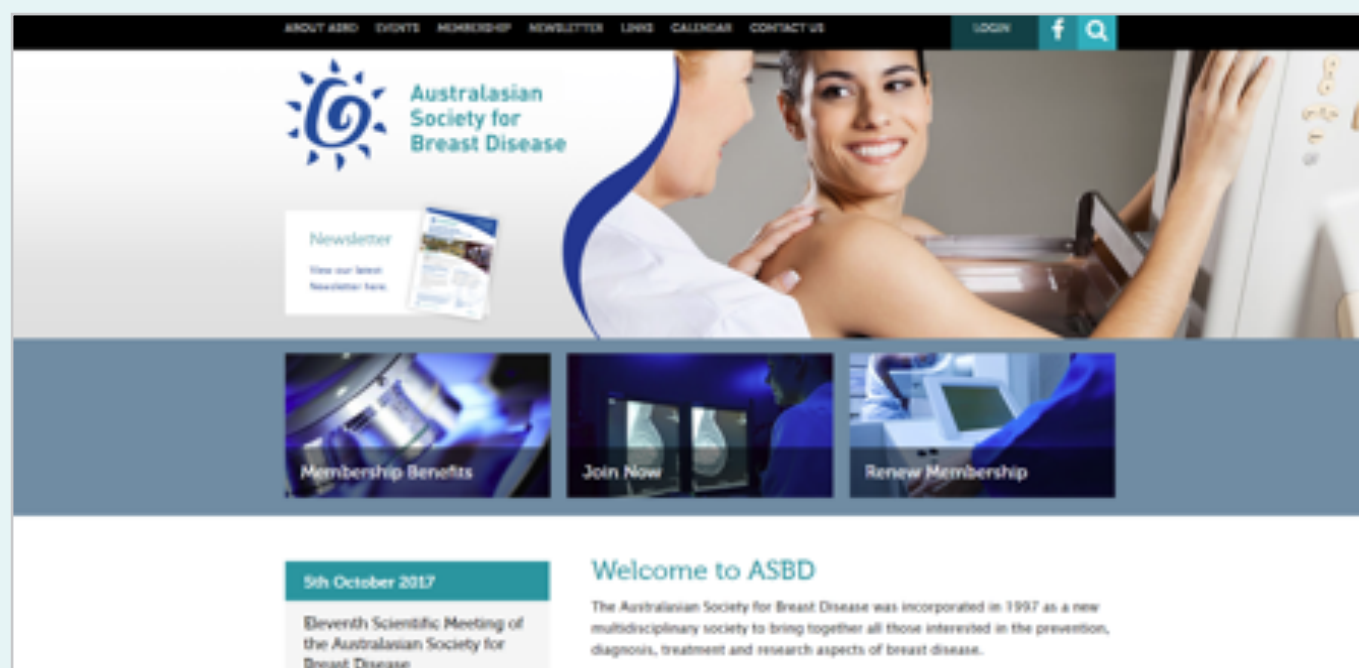 ABOUT ASBD EVENTS MEMBERSHIP NEWSLETTER LINKS CALENDAR CONTACT US LOGIN f
Australasian
Society for
Breast Disease
Newsletter
View our latest
Newsletter here.
Membership Benefits
Join Now
Renew Membership
5th October 2017
Eleventh Scientific Meeting of
the Australasian Society for
Breast Disease
Welcome to ASBD
The Australasian Society for Breast Disease was incorporated in 1997 as a new
multidisciplinary society to bring together all those interested in the prevention,
diagnosis, treatment and research aspects of breast disease.